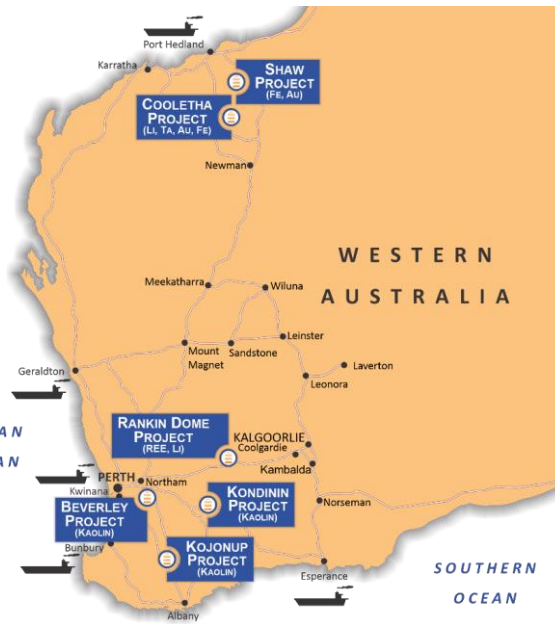 Port Hedland
Karratha
SHAW
PROJECT
(FE, AU)
COOLETHA
PROJECT
(LI, TA, AU, FE)
Newman
WESTERN
AUSTRALIA
Meekatharra
Wiluna
Leinster
Mount
Magnet
Sandstone
Laverton
Geraldton
Leonora
RANKIN DOME
PROJECT
(REE, LI)
KALGOORLIE
Coolgardie
Kambalda
AN
AN
PERTH
Northam
Kwinana
BEVERLEY
PROJECT
(KAOLIN)
KONDININ
PROJECT
(KAOLIN)
Norseman
Bunbury
KOJONUP
PROJECT
(KAOLIN)
Esperance
SOUTHERN
OCEAN
Albany